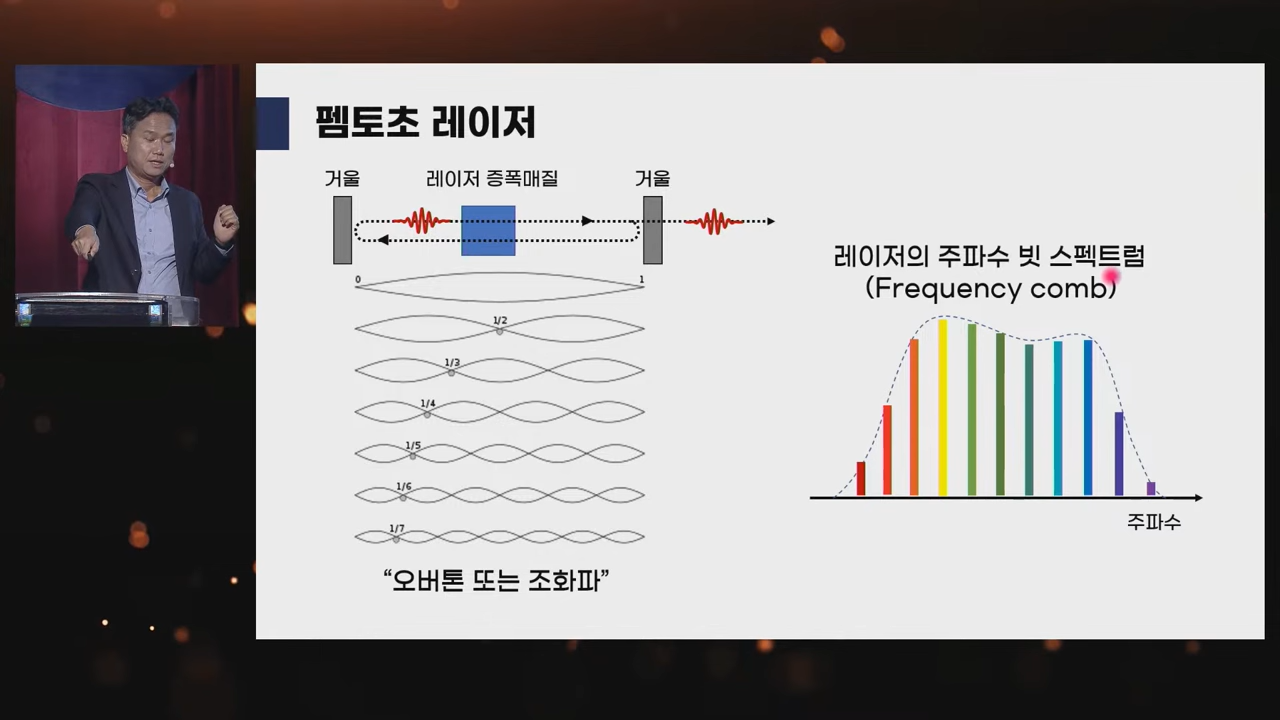 펨토초 레이저
거울
레이저 증폭매질
거울
0
1
1/2
1/3
1/4
1/5
1/6
1/7
“오버톤 또는 조화파”
레이저의 주파수 빗 스펙트럼
(Frequency comb)
주파수